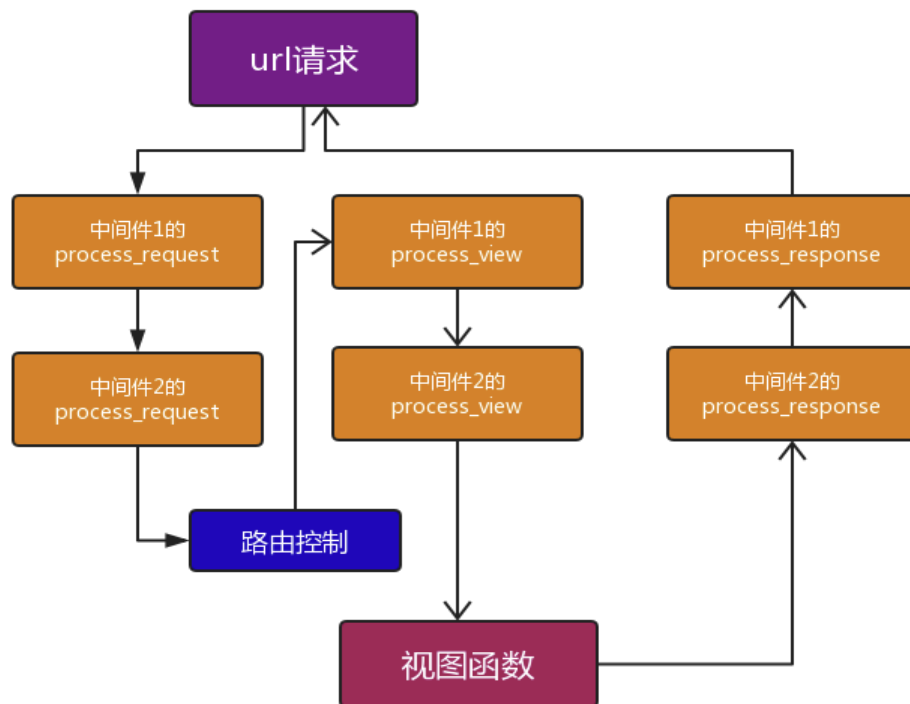 url请求
中间件1的
process_request
中间件1的
process_view
中间件1的
process_response
中间件2的
process_request
中间件2的
process_view
中间件2的
process_response
路由控制
视图函数